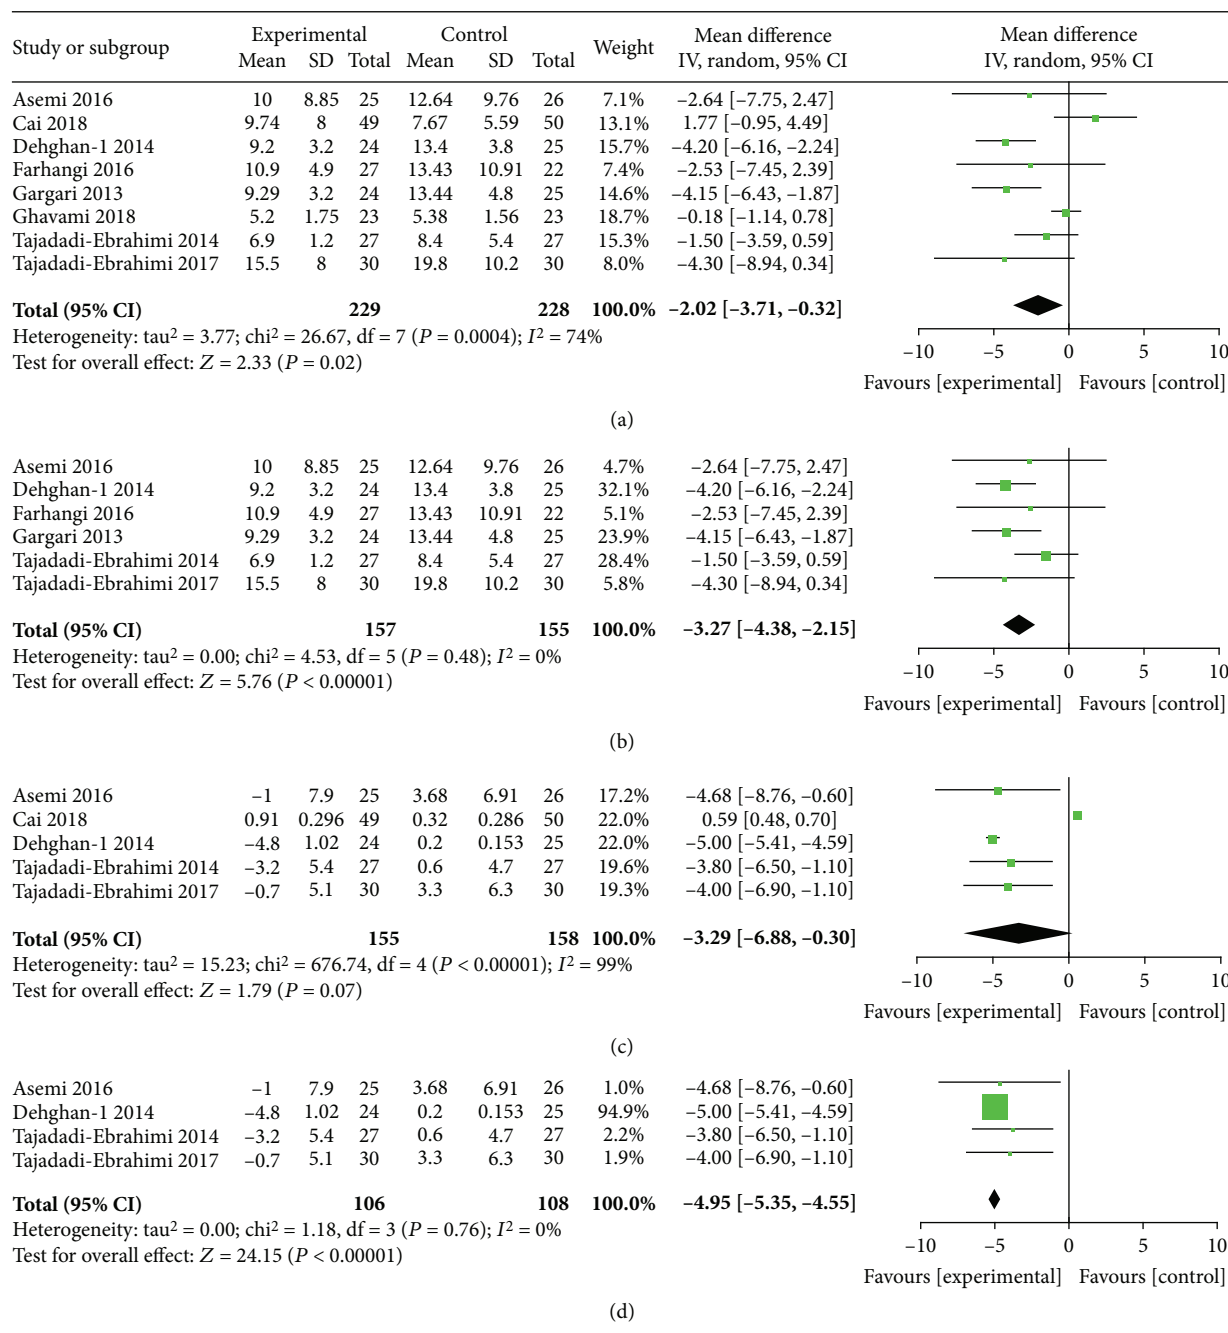 Study or subgroup Experimental Control Weight Mean difference Mean difference
Mean SD Total Mean SD Total IV, random, 95% CI IV, random, 95% CI
Asemi 2016 10 8.85 25 12.64 9.76 26 7.1% –2.64 [–7.75, 2.47]
Cai 2018 9.74 8 49 7.67 5.59 50 13.1% 1.77 [–0.95, 4.49]
Dehghan-1 2014 9.2 3.2 24 13.4 3.8 25 15.7% –4.20 [–6.16, –2.24]
Farhangi 2016 10.9 4.9 27 13.43 10.91 22 7.4% –2.53 [–7.45, 2.39]
Gargari 2013 9.29 3.2 24 13.44 4.8 25 14.6% –4.15 [–6.43, –1.87]
Ghavami 2018 5.2 1.75 23 5.38 1.56 23 18.7% –0.18 [–1.14, 0.78]
Tajadadi-Ebrahimi 2014 6.9 1.2 27 8.4 5.4 27 15.3% –1.50 [–3.59, 0.59]
Tajadadi-Ebrahimi 2017 15.5 8 30 19.8 10.2 30 8.0% –4.30 [–8.94, 0.34]
Total (95% CI) 229 228 100.0% –2.02 [–3.71, –0.32]
Heterogeneity: tau² = 3.77; chi² = 26.67, df = 7 (P = 0.0004); I² = 74%
Test for overall effect: Z = 2.33 (P = 0.02)
–10 –5 0 5 10
Favours [experimental] Favours [control]
(a)
Asemi 2016 10 8.85 25 12.64 9.76 26 4.7% –2.64 [–7.75, 2.47]
Dehghan-1 2014 9.2 3.2 24 13.4 3.8 25 32.1% –4.20 [–6.16, –2.24]
Farhangi 2016 10.9 4.9 27 13.43 10.91 22 5.1% –2.53 [–7.45, 2.39]
Gargari 2013 9.29 3.2 24 13.44 4.8 25 23.9% –4.15 [–6.43, –1.87]
Tajadadi-Ebrahimi 2014 6.9 1.2 27 8.4 5.4 27 28.4% –1.50 [–3.59, 0.59]
Tajadadi-Ebrahimi 2017 15.5 8 30 19.8 10.2 30 5.8% –4.30 [–8.94, 0.34]
Total (95% CI) 157 155 100.0% –3.27 [–4.38, –2.15]
Heterogeneity: tau² = 0.00; chi² = 4.53, df = 5 (P = 0.48); I² = 0%
Test for overall effect: Z = 5.76 (P < 0.00001)
–10 –5 0 5 10
Favours [experimental] Favours [control]
(b)
Asemi 2016 –1 7.9 25 3.68 6.91 26 17.2% –4.68 [–8.76, –0.60]
Cai 2018 0.91 0.296 49 0.32 0.286 50 22.0% 0.59 [0.48, 0.70]
Dehghan-1 2014 –4.8 1.02 24 0.2 0.153 25 22.0% –5.00 [–5.41, –4.59]
Tajadadi-Ebrahimi 2014 –3.2 5.4 27 0.6 4.7 27 19.6% –3.80 [–6.50, –1.10]
Tajadadi-Ebrahimi 2017 –0.7 5.1 30 3.3 6.3 30 19.3% –4.00 [–6.90, –1.10]
Total (95% CI) 155 158 100.0% –3.29 [–6.88, –0.30]
Heterogeneity: tau² = 15.23; chi² = 676.74, df = 4 (P < 0.00001); I² = 99%
Test for overall effect: Z = 1.79 (P = 0.07)
–10 –5 0 5 10
Favours [experimental] Favours [control]
(c)
Asemi 2016 –1 7.9 25 3.68 6.91 26 1.0% –4.68 [–8.76, –0.60]
Dehghan-1 2014 –4.8 1.02 24 0.2 0.153 25 94.9% –5.00 [–5.41, –4.59]
Tajadadi-Ebrahimi 2014 –3.2 5.4 27 0.6 4.7 27 2.2% –3.80 [–6.50, –1.10]
Tajadadi-Ebrahimi 2017 –0.7 5.1 30 3.3 6.3 30 1.9% –4.00 [–6.90, –1.10]
Total (95% CI) 106 108 100.0% –4.95 [–5.35, –4.55]
Heterogeneity: tau² = 0.00; chi² = 1.18, df = 3 (P = 0.76); I² = 0%
Test for overall effect: Z = 24.15 (P < 0.00001)
–10 –5 0 5 10
Favours [experimental] Favours [control]
(d)